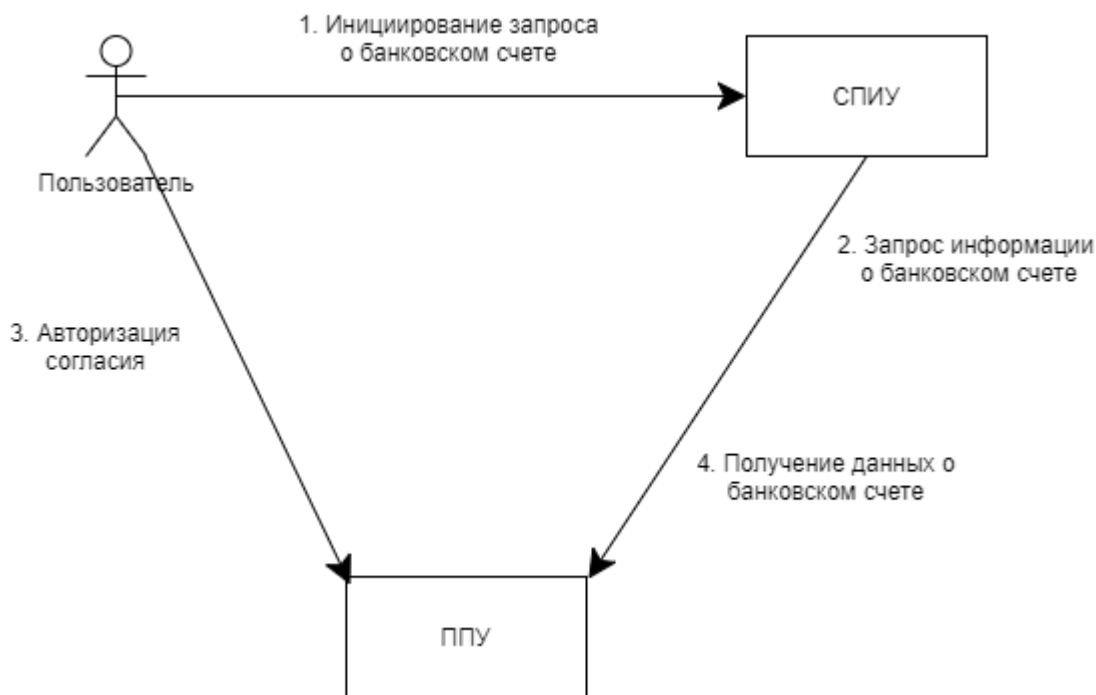 1. Инициирование запроса
о банковском счете
СПИУ
Пользователь
2. Запрос информации
о банковском счете
3. Авторизация
согласия
4. Получение данных о
банковском счете
ППУ